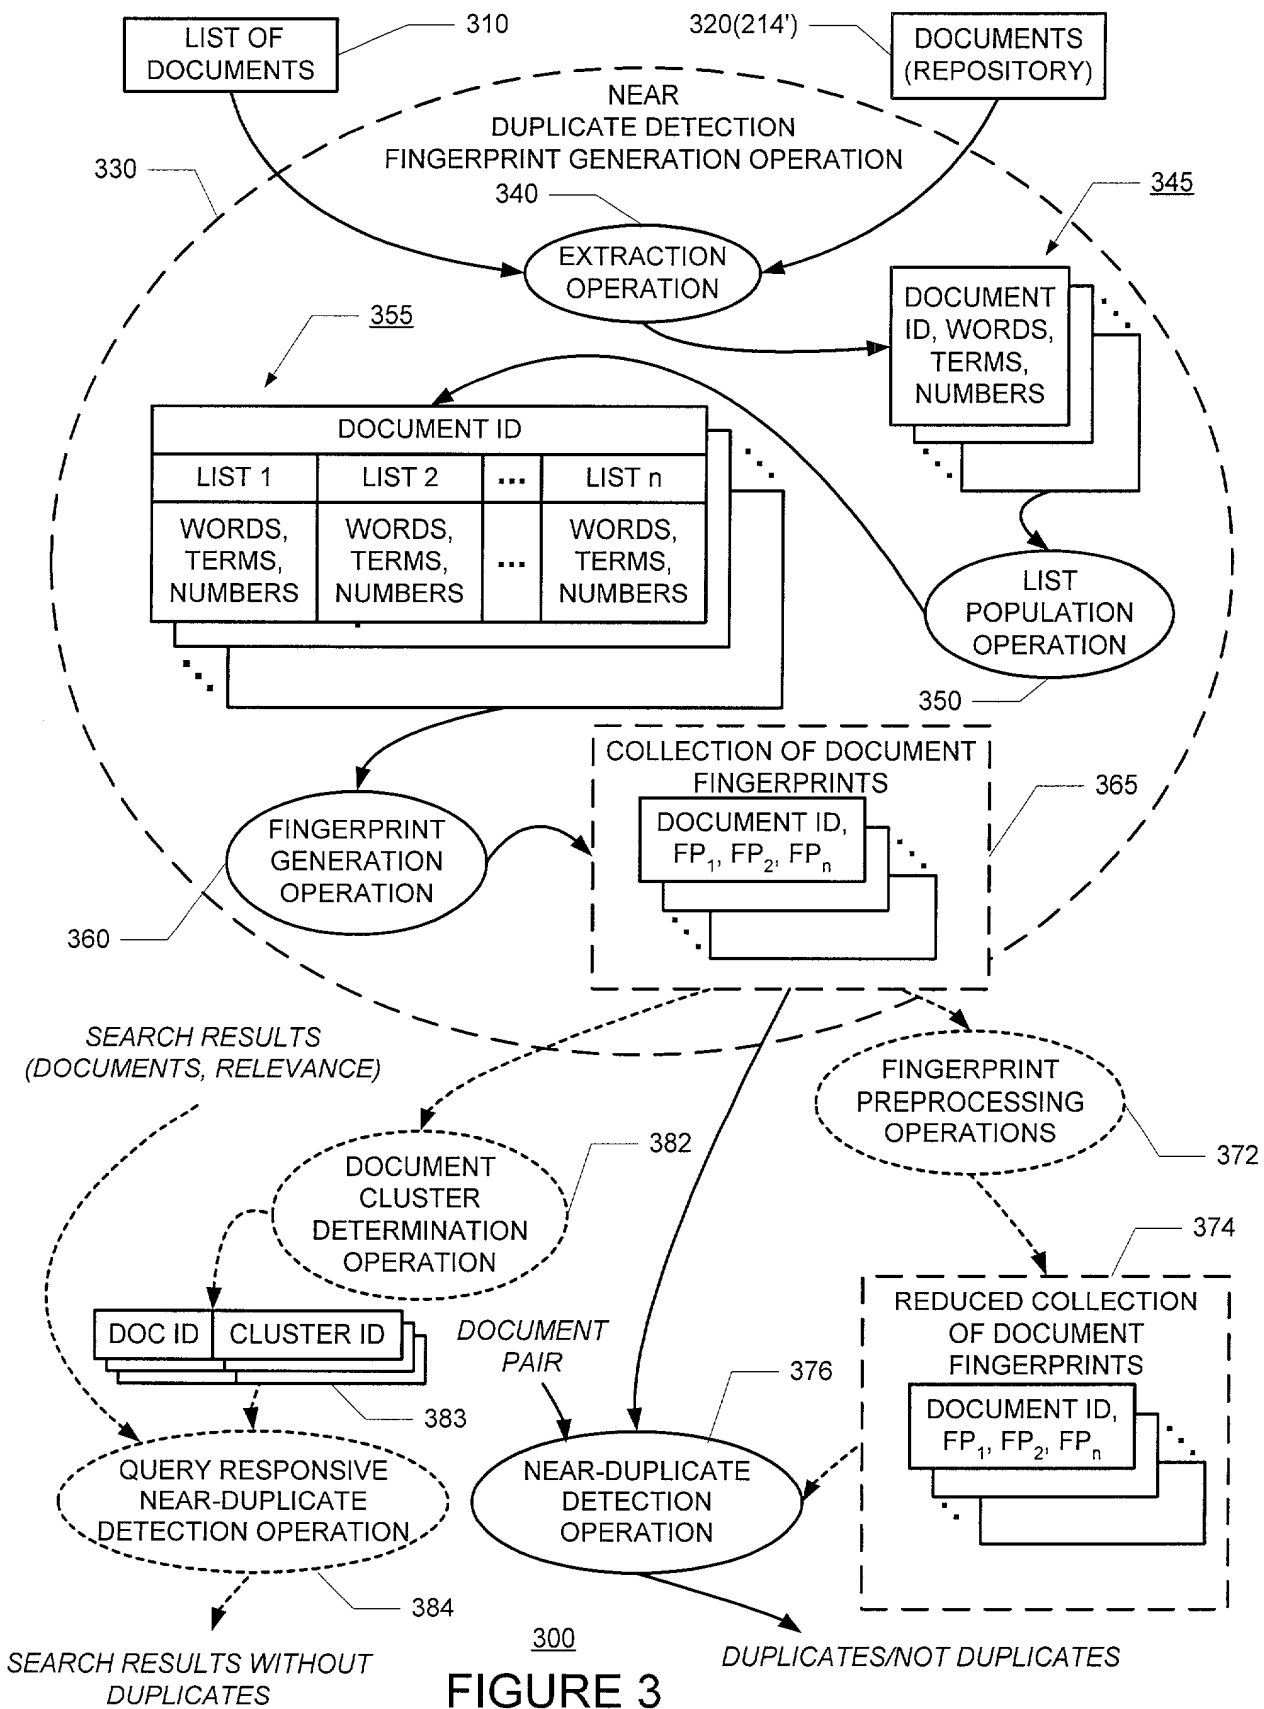 LIST OF
DOCUMENTS
310
320(214')
DOCUMENTS
(REPOSITORY)
NEAR
DUPLICATE DETECTION
FINGERPRINT GENERATION OPERATION
330
340
345
EXTRACTION
OPERATION
355
DOCUMENT
ID, WORDS,
TERMS,
NUMBERS
DOCUMENT ID
LIST 1
LIST 2
...
LIST n
WORDS,
TERMS,
NUMBERS
WORDS,
TERMS,
NUMBERS
...
WORDS,
TERMS,
NUMBERS
LIST
POPULATION
OPERATION
350
COLLECTION OF DOCUMENT
FINGERPRINTS
365
DOCUMENT ID,
FP1, FP2, FPn
FINGERPRINT
GENERATION
OPERATION
360
SEARCH RESULTS
(DOCUMENTS, RELEVANCE)
FINGERPRINT
PREPROCESSING
OPERATIONS
372
382
DOCUMENT
CLUSTER
DETERMINATION
OPERATION
374
REDUCED COLLECTION
OF DOCUMENT
FINGERPRINTS
DOCUMENT ID,
FP1, FP2, FPn
DOC ID
CLUSTER ID
383
DOCUMENT
PAIR
376
QUERY RESPONSIVE
NEAR-DUPLICATE
DETECTION OPERATION
384
NEAR-DUPLICATE
DETECTION
OPERATION
300
SEARCH RESULTS WITHOUT
DUPLICATES
DUPLICATES/NOT DUPLICATES
FIGURE 3